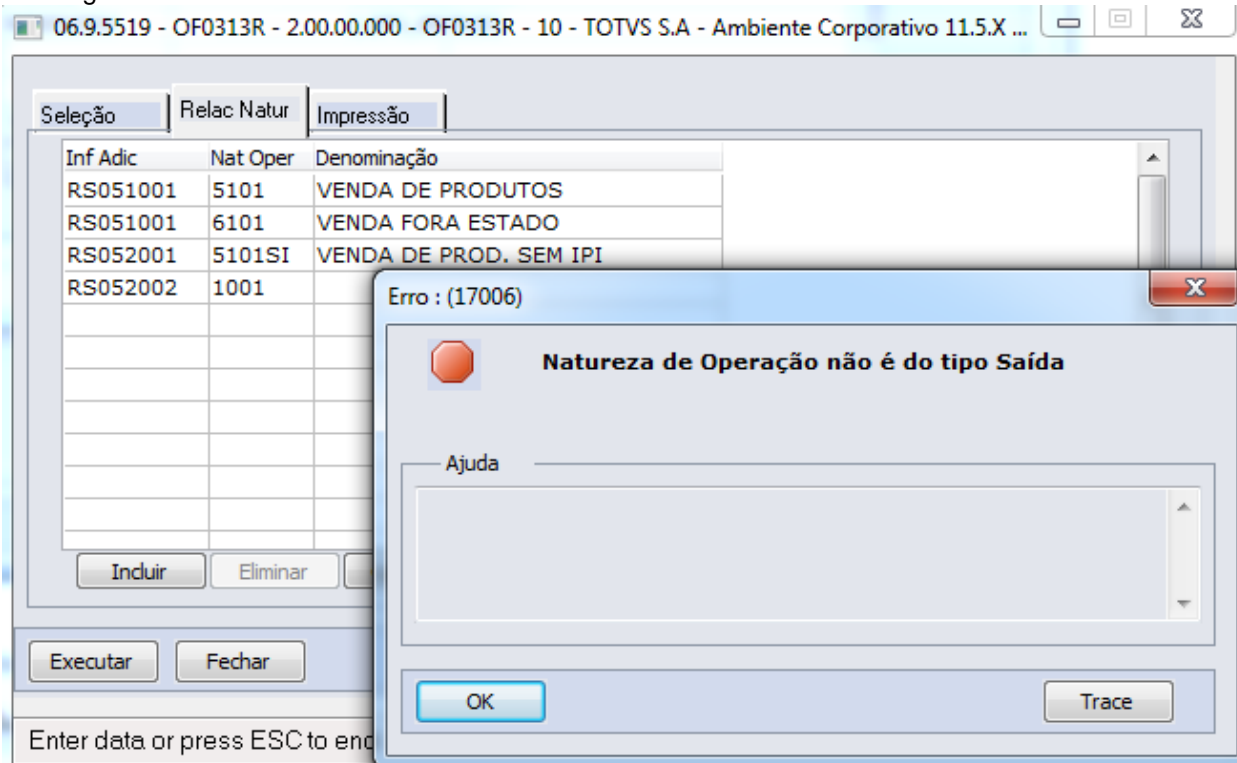 06.9.5519 - OF0313R - 2.00.00.000 - OF0313R - 10 - TOTVS S.A - Ambiente Corporativo 11.5.X ...
Seleção Relac Natur Impressão
Inf Adic Nat Oper Denominação
RS051001 5101 VENDA DE PRODUTOS
RS051001 6101 VENDA FORA ESTADO
RS052001 5101SI VENDA DE PROD. SEM IPI
RS052002 1001
Erro : (17006)
Natureza de Operação não é do tipo Saída
Ajuda
Incluir Eliminar
Executar Fechar
OK Trace
Enter data or press ESC to end